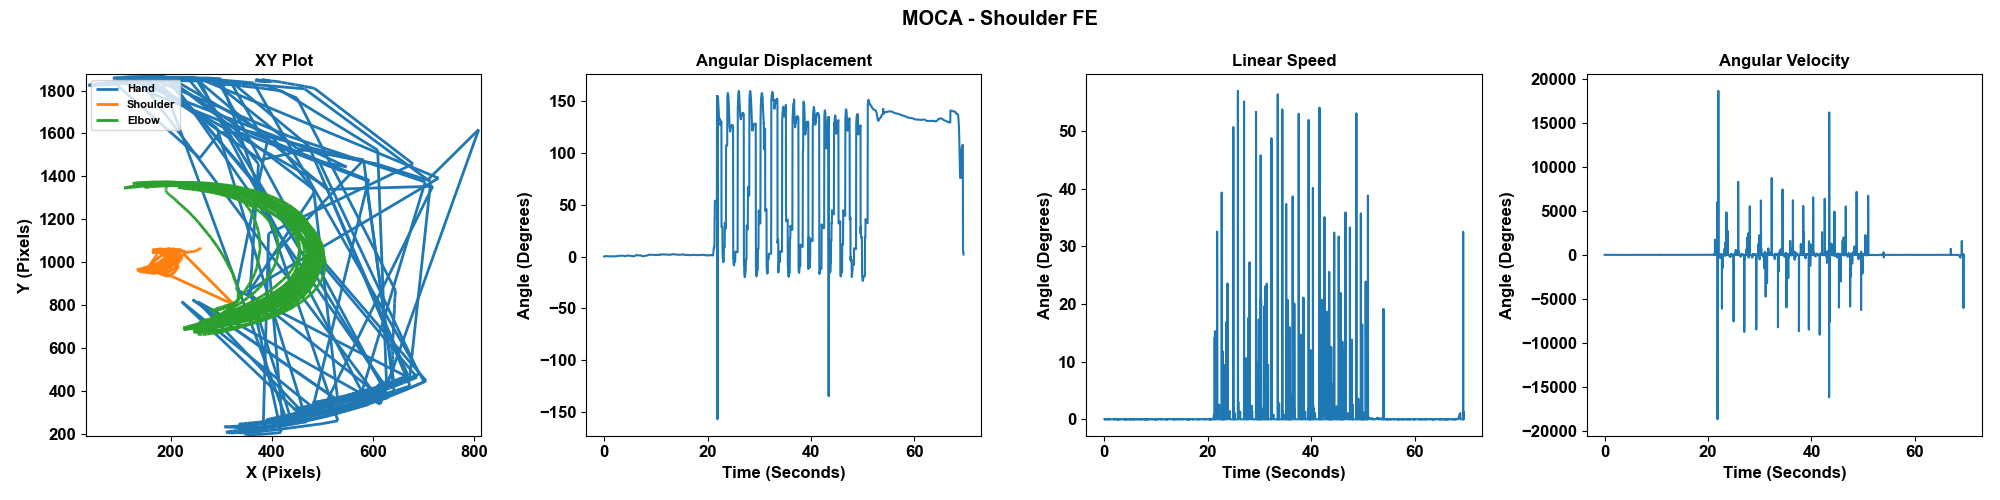 MOCA - Shoulder FE
XY Plot
Hand
Shoulder
Elbow
1800
1600
1400
1200
1000
800
600
400
200
Y (Pixels)
200 400 600 800
X (Pixels)
Angular Displacement
150
100
50
0
−50
−100
−150
Angle (Degrees)
0 20 40 60
Time (Seconds)
Linear Speed
50
40
30
20
10
0
Angle (Degrees)
0 20 40 60
Time (Seconds)
Angular Velocity
20000
15000
10000
5000
0
−5000
−10000
−15000
−20000
Angle (Degrees)
0 20 40 60
Time (Seconds)